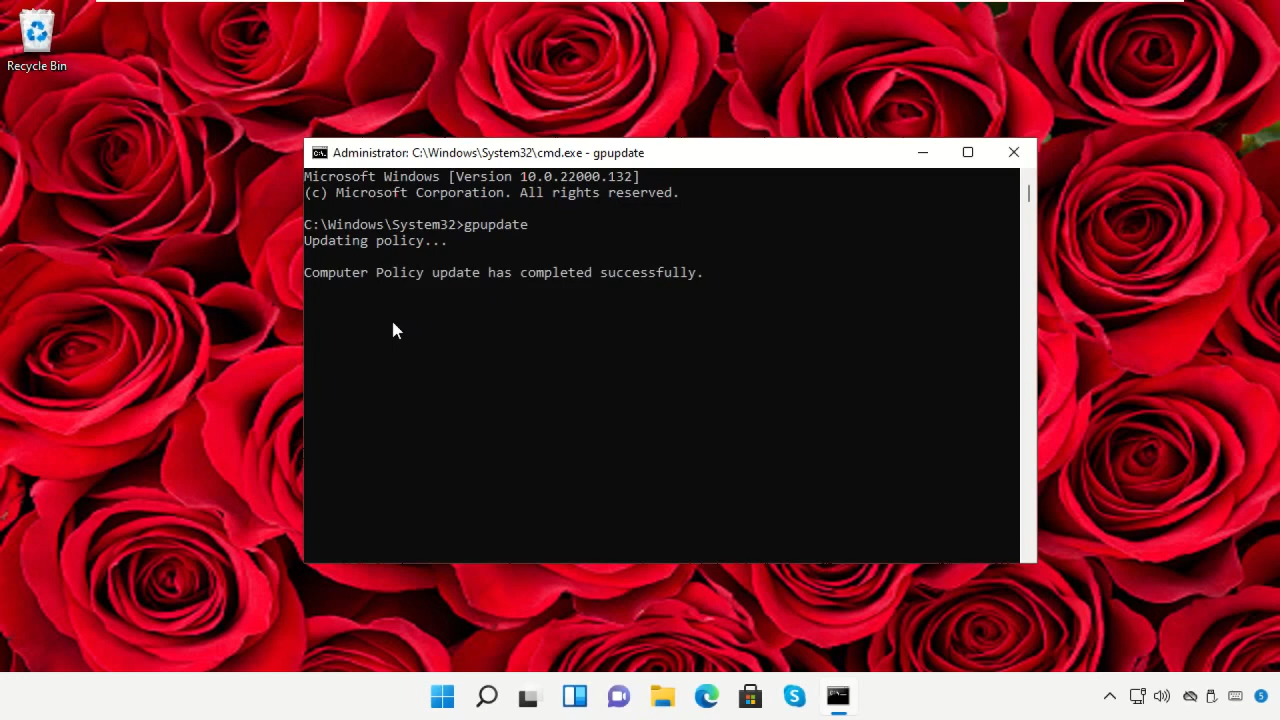 Recycle Bin
Administrator: C:\Windows\System32\cmd.exe - gpupdate
Microsoft Windows [Version 10.0.22000.132]
(c) Microsoft Corporation. All rights reserved.
C:\Windows\System32>gpupdate
Updating policy...
Computer Policy update has completed successfully.
5